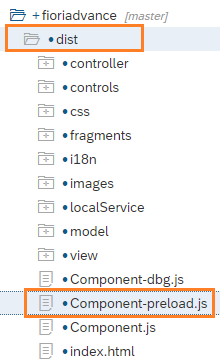 + fioriadvance [master]
dist
controller
controls
css
fragments
i18n
images
localService
model
view
Component-dbg.js
Component-preload.js
Component.js
index.html